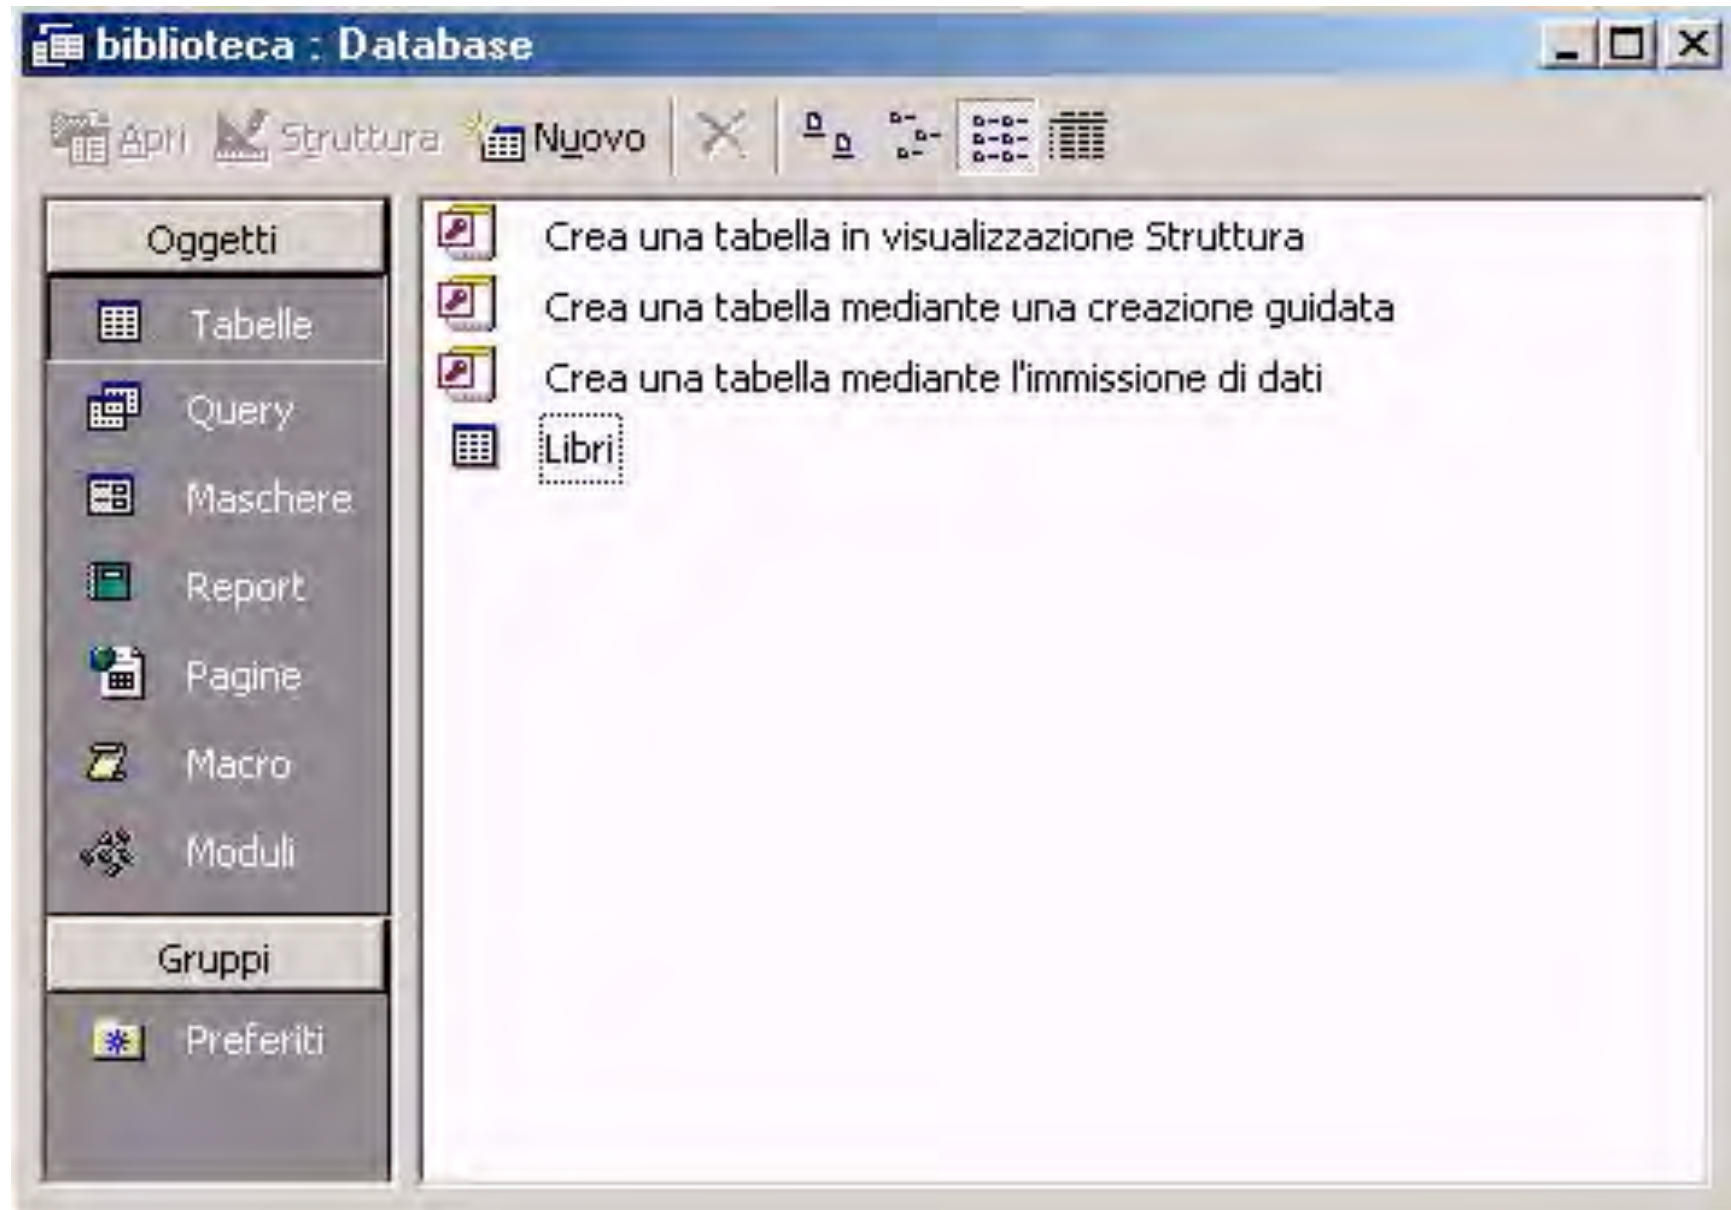 biblioteca : Database
Apri Struttura Nuovo
Oggetti
Tabelle
Query
Maschere
Report
Pagine
Macro
Moduli
Gruppi
Preferiti
Crea una tabella in visualizzazione Struttura
Crea una tabella mediante una creazione guidata
Crea una tabella mediante l'immissione di dati
Libri